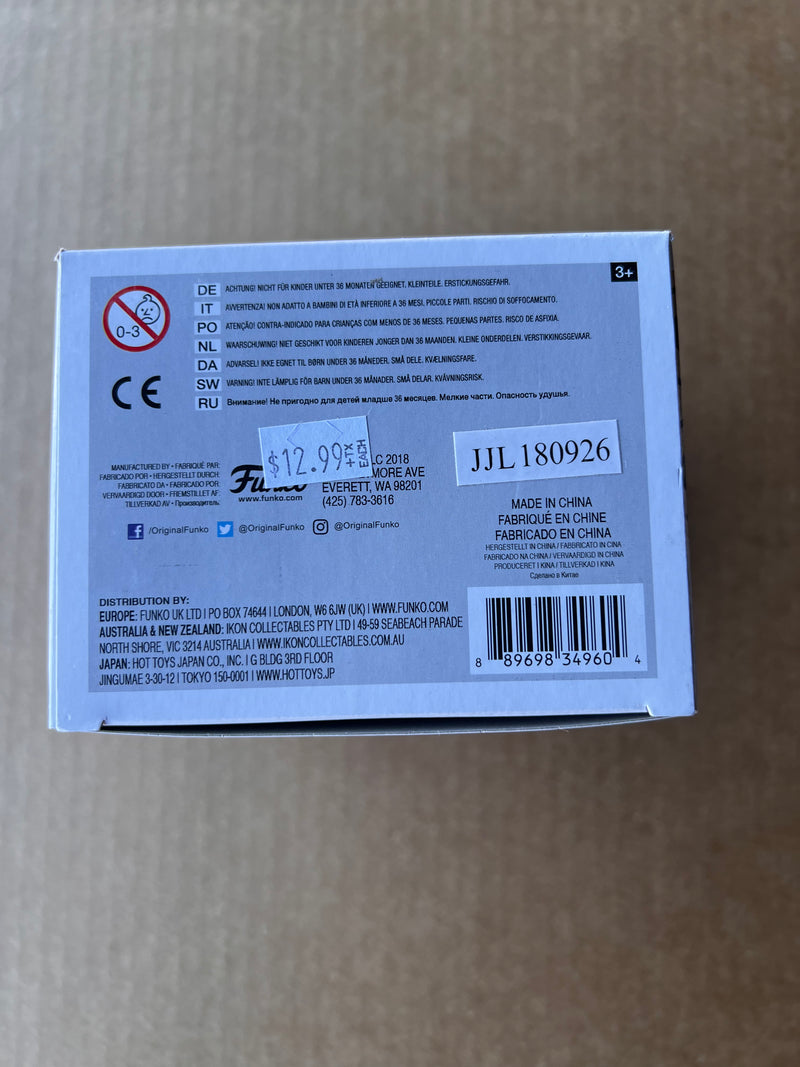 3+
0-3
DE ACHTUNG! NICHT FÜR KINDER UNTER 36 MONATEN GEEIGNET. KLEINTEILE. ERSTICKUNGSGEFAHR.
IT AVVERTENZA! NON ADATTO A BAMBINI DI ETÀ INFERIORE A 36 MESI. PICCOLE PARTI. RISCHIO DI SOFFOCAMENTO.
PO ATENÇÃO! CONTRA-INDICADO PARA CRIANÇAS COM MENOS DE 36 MESES. PEQUENAS PARTES. RISCO DE ASFIXIA.
NL WAARSCHUWING! NIET GESCHIKT VOOR KINDEREN JONGER DAN 36 MAANDEN. KLEINE ONDERDELEN. VERSTIKKINGSGEVAAR.
DA ADVARSEL! IKKE EGNET TIL BØRN UNDER 36 MÅNEDER. SMÅ DELE. KVÆLNINGSFARE.
SW VARNING! INTE LÄMPLIG FÖR BARN UNDER 36 MÅNADER. SMÅ DELAR. KVÄVNINGSRISK.
RU Внимание! Не пригодно для детей младше 36 месяцев. Мелкие части. Опасность удушья.
CE
MANUFACTURED BY • FABRIQUÉ PAR:
FABRICADO POR • HERGESTELLT DURCH:
FABBRICATO DA • FABRICADO POR:
VERVAARDIGD DOOR • FREMSTILLET AF:
TILLVERKAD AV • Производитель:
$12.99 +TX EACH
Funko
www.funko.com
LC 2018
MORE AVE
EVERETT, WA 98201
(425) 783-3616
JJL180926
/OriginalFunko @OriginalFunko @OriginalFunko
MADE IN CHINA
FABRIQUÉ EN CHINE
FABRICADO EN CHINA
HERGESTELLT IN CHINA / FABBRICATO IN CINA
FABRICADO NA CHINA / VERVAARDIGD IN CHINA
PRODUCERET I KINA / TILLVERKAD I KINA
Сделано в Китае
DISTRIBUTION BY:
EUROPE: FUNKO UK LTD | PO BOX 74644 | LONDON, W6 6JW (UK) | WWW.FUNKO.COM
AUSTRALIA & NEW ZEALAND: IKON COLLECTABLES PTY LTD | 49-59 SEABEACH PARADE
NORTH SHORE, VIC 3214 AUSTRALIA | WWW.IKONCOLLECTABLES.COM.AU
JAPAN: HOT TOYS JAPAN CO., INC. | G BLDG 3RD FLOOR
JINGUMAE 3-30-12 | TOKYO 150-0001 | WWW.HOTTOYS.JP
8 89698 34960 4